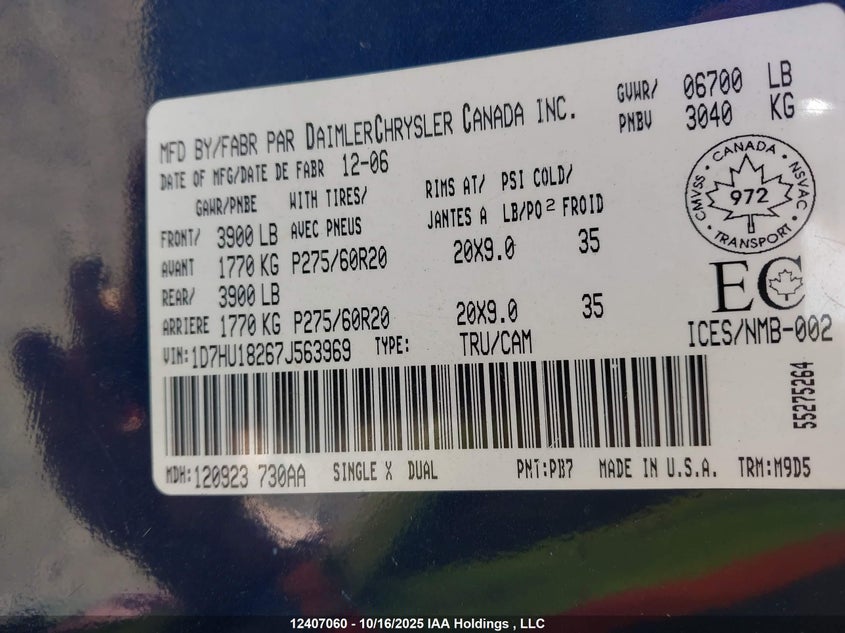 MFD BY/FABR PAR DAIMLERCHRYSLER CANADA INC.
GVWR/ 06700 LB
PNBV 3040 KG
DATE OF MFG/DATE DE FABR 12-06
GAWR/PNBE WITH TIRES/ RIMS AT/ PSI COLD/
AVEC PNEUS JANTES A LB/PO2 FROID
FRONT/ 3900 LB
AVANT 1770 KG P275/60R20 20X9.0 35
REAR/ 3900 LB
ARRIERE 1770 KG P275/60R20 20X9.0 35
VIN: 1D7HU18267J563969 TYPE: TRU/CAM
CANADA
CMVSS 972 NSVAC
TRANSPORT
EC
ICES/NMB-002
55275264
MDH: 120923 730AA SINGLE X DUAL PNT:PB7 MADE IN U.S.A. TRM:M9D5
12407060 - 10/16/2025 IAA Holdings , LLC